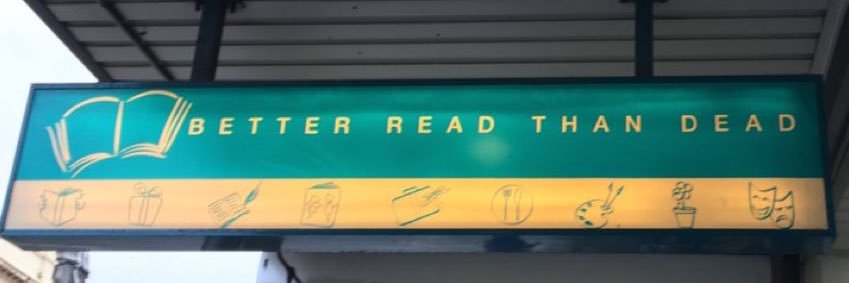 BETTER READ THAN DEAD